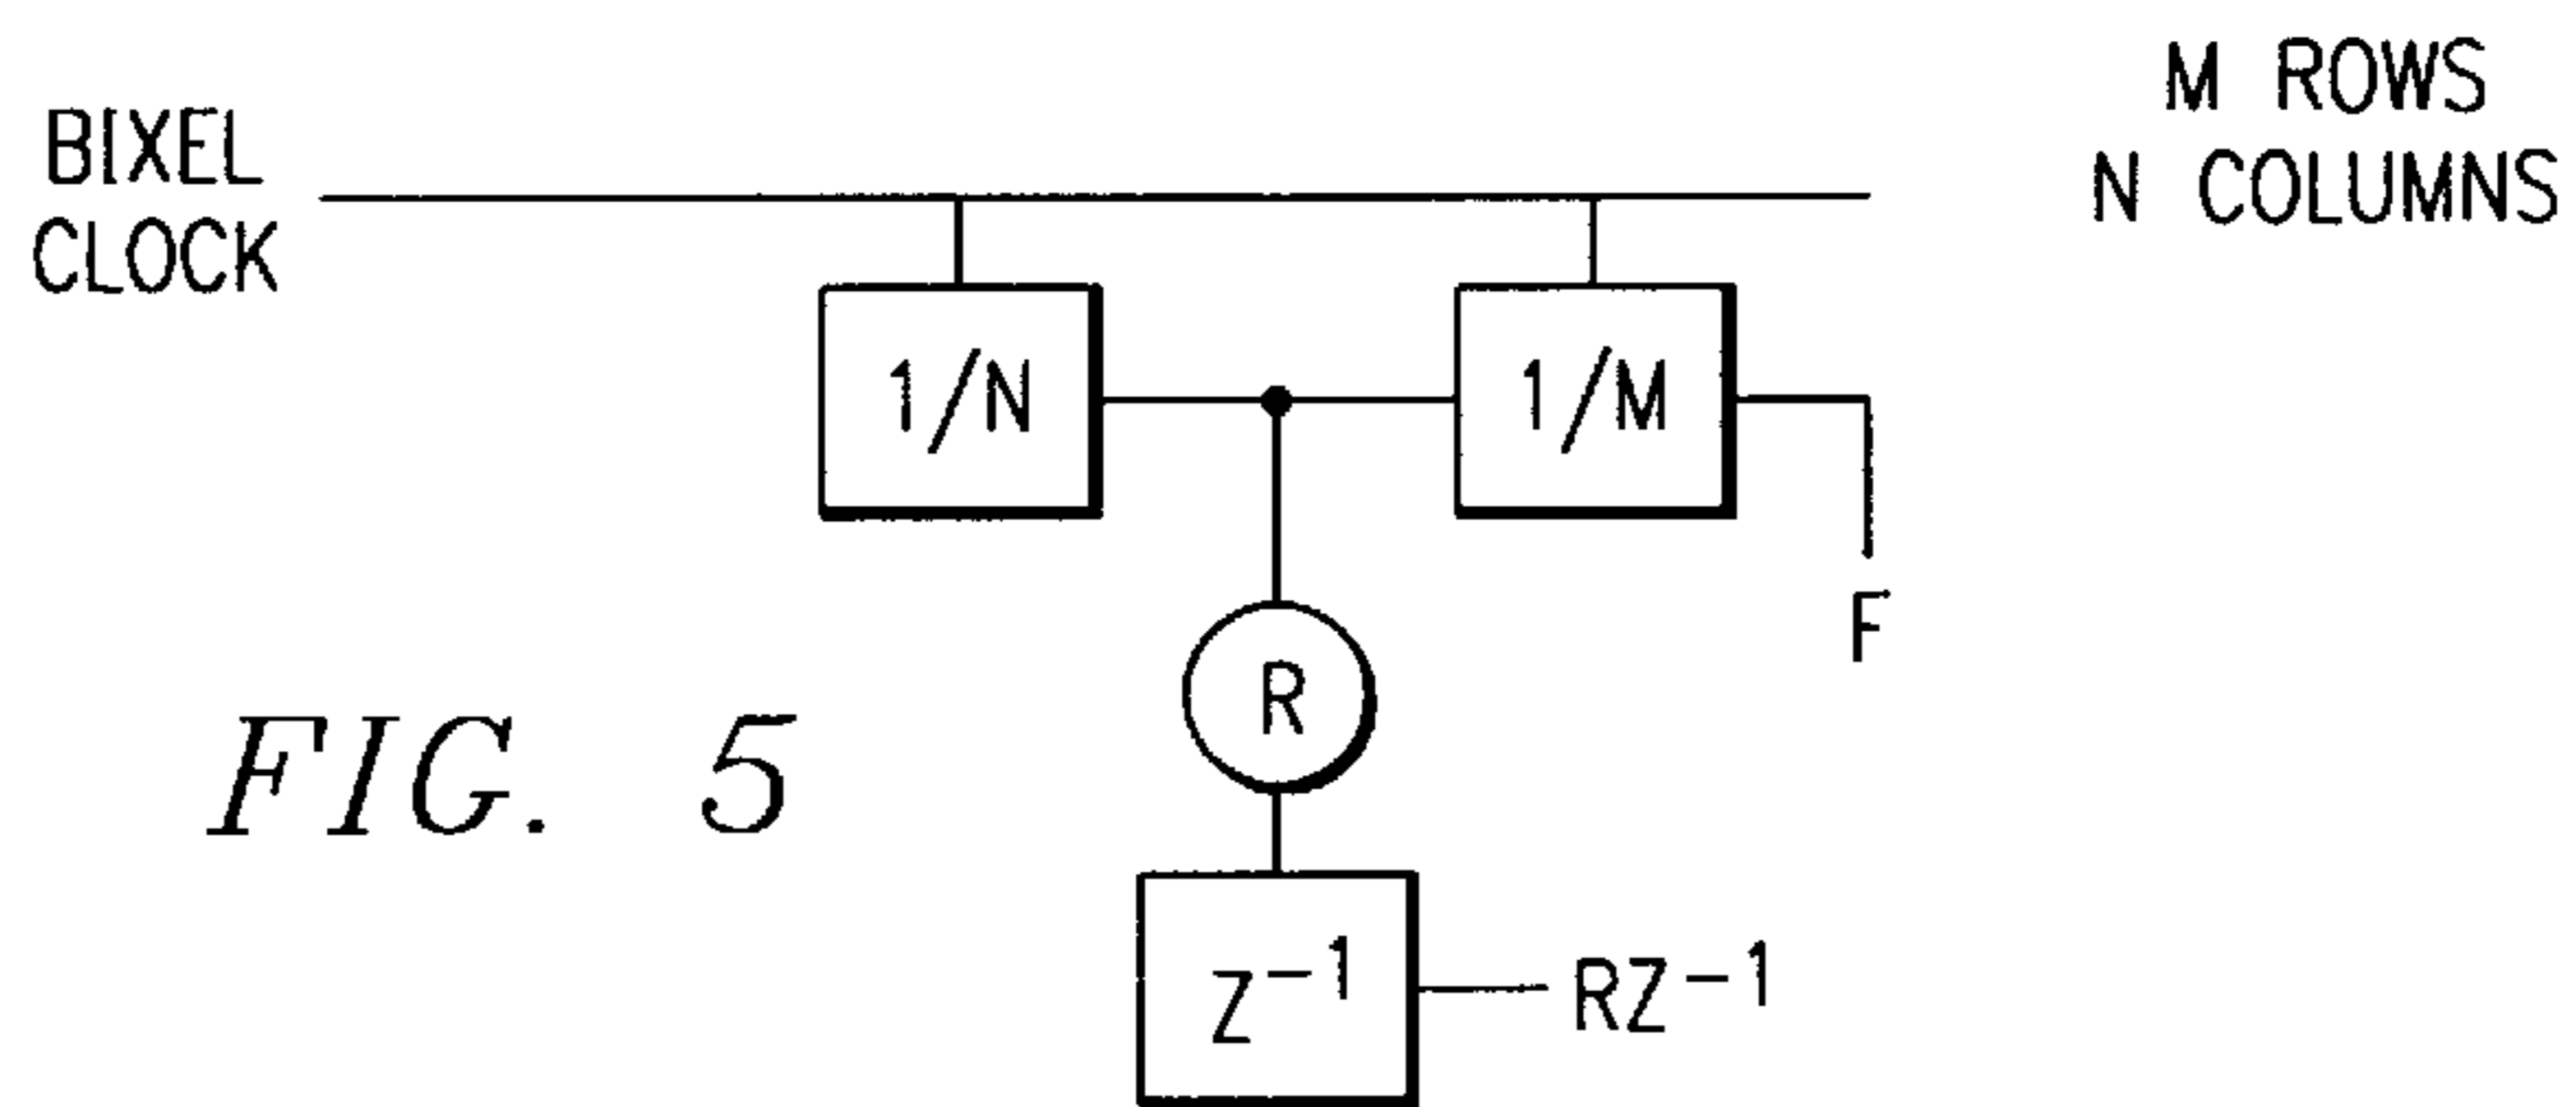 BIXEL
CLOCK
M ROWS
N COLUMNS
1/N
1/M
F
R
FIG. 5
Z⁻¹
RZ⁻¹